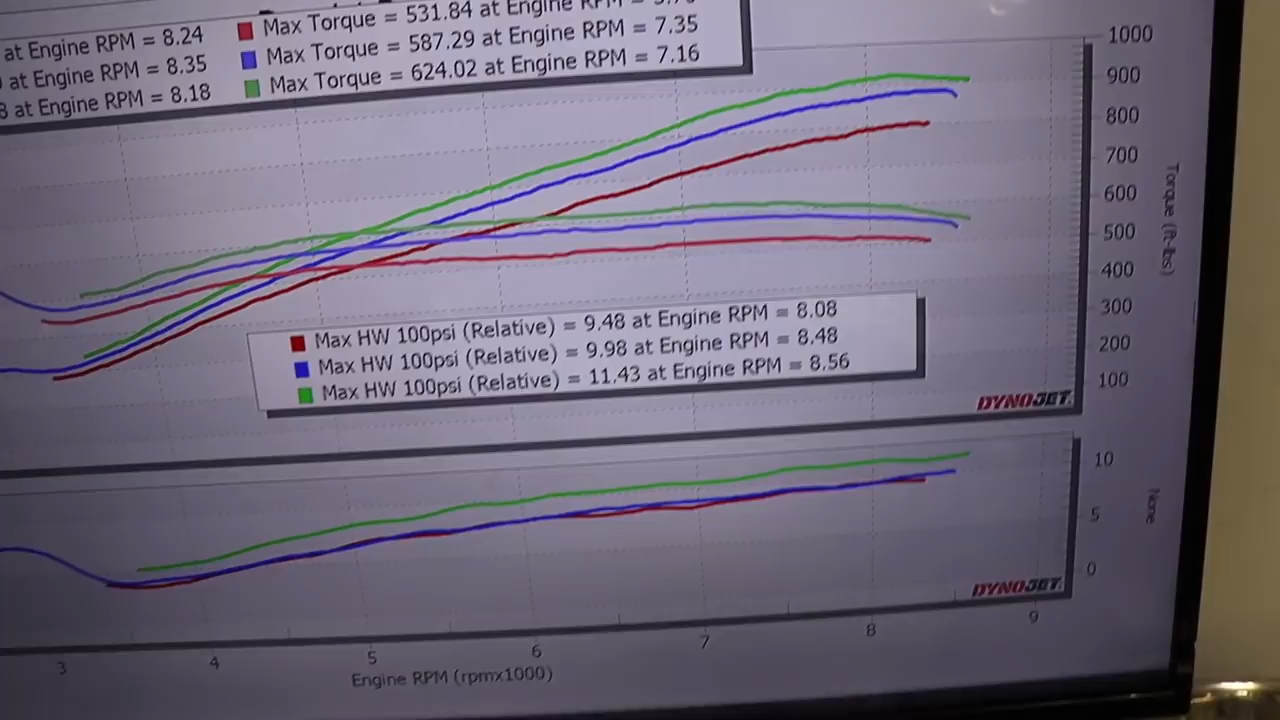 Max Torque = 531.84 at Engine RPM =
at Engine RPM = 8.24
Max Torque = 587.29 at Engine RPM = 7.35
at Engine RPM = 8.35
Max Torque = 624.02 at Engine RPM = 7.16
8 at Engine RPM = 8.18
1000
900
800
700
600
500
400
300
200
100
Torque (ft-lbs)
Max HW 100psi (Relative) = 9.48 at Engine RPM = 8.08
Max HW 100psi (Relative) = 9.98 at Engine RPM = 8.48
Max HW 100psi (Relative) = 11.43 at Engine RPM = 8.56
DYNOJET
10
5
0
None
DYNOJET
3
4
5
6
7
8
9
Engine RPM (rpmx1000)